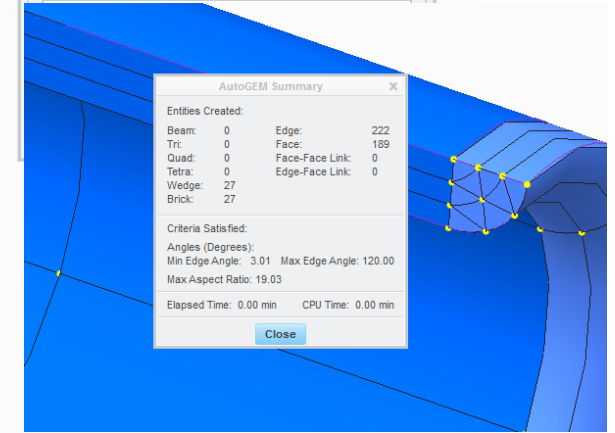 AutoGEM Summary X
Entities Created:
Beam: 0 Edge: 222
Tri: 0 Face: 189
Quad: 0 Face-Face Link: 0
Tetra: 0 Edge-Face Link: 0
Wedge: 27
Brick: 27
Criteria Satisfied:
Angles (Degrees):
Min Edge Angle: 3.01 Max Edge Angle: 120.00
Max Aspect Ratio: 19.03
Elapsed Time: 0.00 min CPU Time: 0.00 min
Close